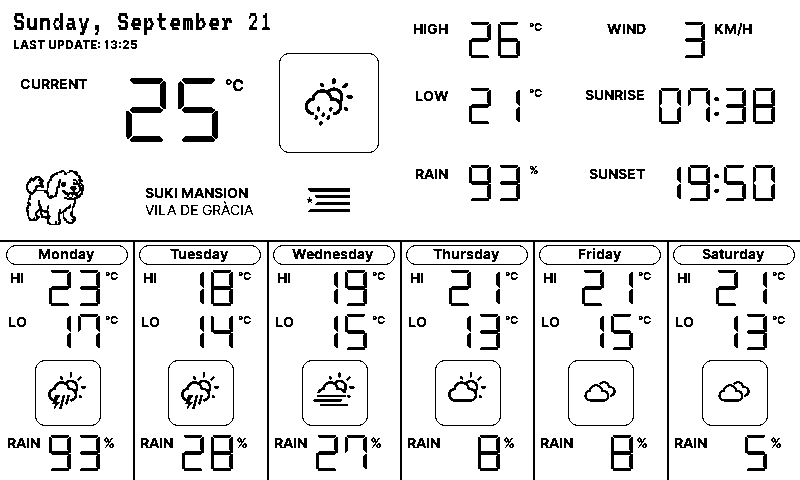 Sunday, September 21
LAST UPDATE: 13:25
CURRENT 25 °C
HIGH 26 °C
WIND 3 KM/H
LOW 21 °C
SUNRISE 07:38
RAIN 93 %
SUNSET 19:50
SUKI MANSION
VILA DE GRÀCIA
Monday
HI 23 °C
LO 17 °C
RAIN 93 %
Tuesday
HI 18 °C
LO 14 °C
RAIN 28 %
Wednesday
HI 19 °C
LO 15 °C
RAIN 27 %
Thursday
HI 21 °C
LO 13 °C
RAIN 8 %
Friday
HI 21 °C
LO 15 °C
RAIN 8 %
Saturday
HI 21 °C
LO 13 °C
RAIN 5 %